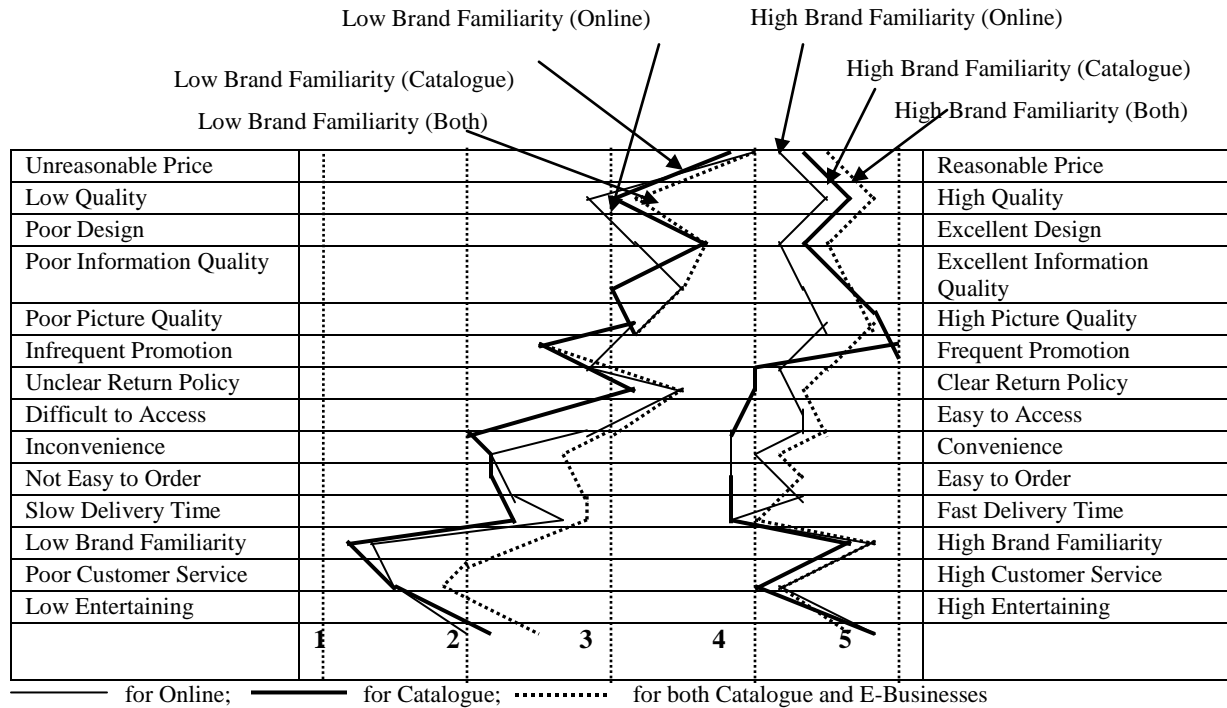 Low Brand Familiarity (Online)
High Brand Familiarity (Online)
Low Brand Familiarity (Catalogue)
High Brand Familiarity (Catalogue)
Low Brand Familiarity (Both)
High Brand Familiarity (Both)
Unreasonable Price
Reasonable Price
Low Quality
High Quality
Poor Design
Excellent Design
Poor Information Quality
Excellent Information
Quality
Poor Picture Quality
High Picture Quality
Infrequent Promotion
Frequent Promotion
Unclear Return Policy
Clear Return Policy
Difficult to Access
Easy to Access
Inconvenience
Convenience
Not Easy to Order
Easy to Order
Slow Delivery Time
Fast Delivery Time
Low Brand Familiarity
High Brand Familiarity
Poor Customer Service
High Customer Service
Low Entertaining
High Entertaining
1 2 3 4 5
for Online; for Catalogue; for both Catalogue and E-Businesses